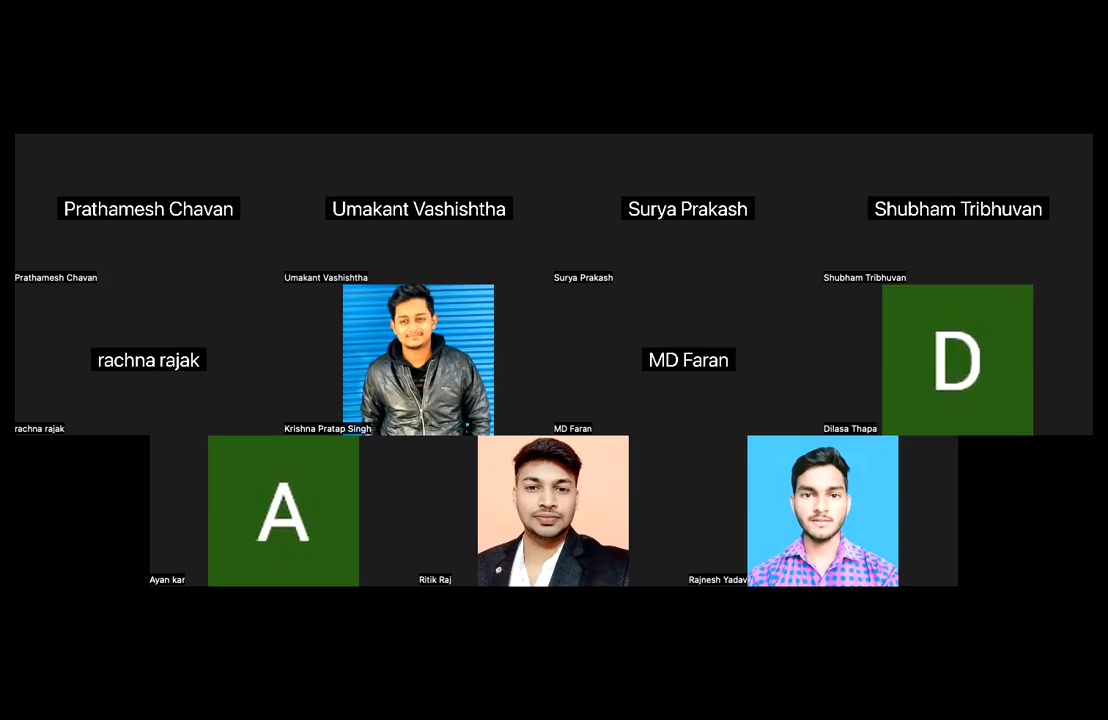 Prathamesh Chavan
Umakant Vashishtha
Surya Prakash
Shubham Tribhuvan
Prathamesh Chavan
Umakant Vashishtha
Surya Prakash
Shubham Tribhuvan
rachna rajak
MD Faran
D
rachna rajak
Krishna Pratap Singh
MD Faran
Dilasa Thapa
A
Ayan kar
Ritik Raj
Rajnesh Yadav